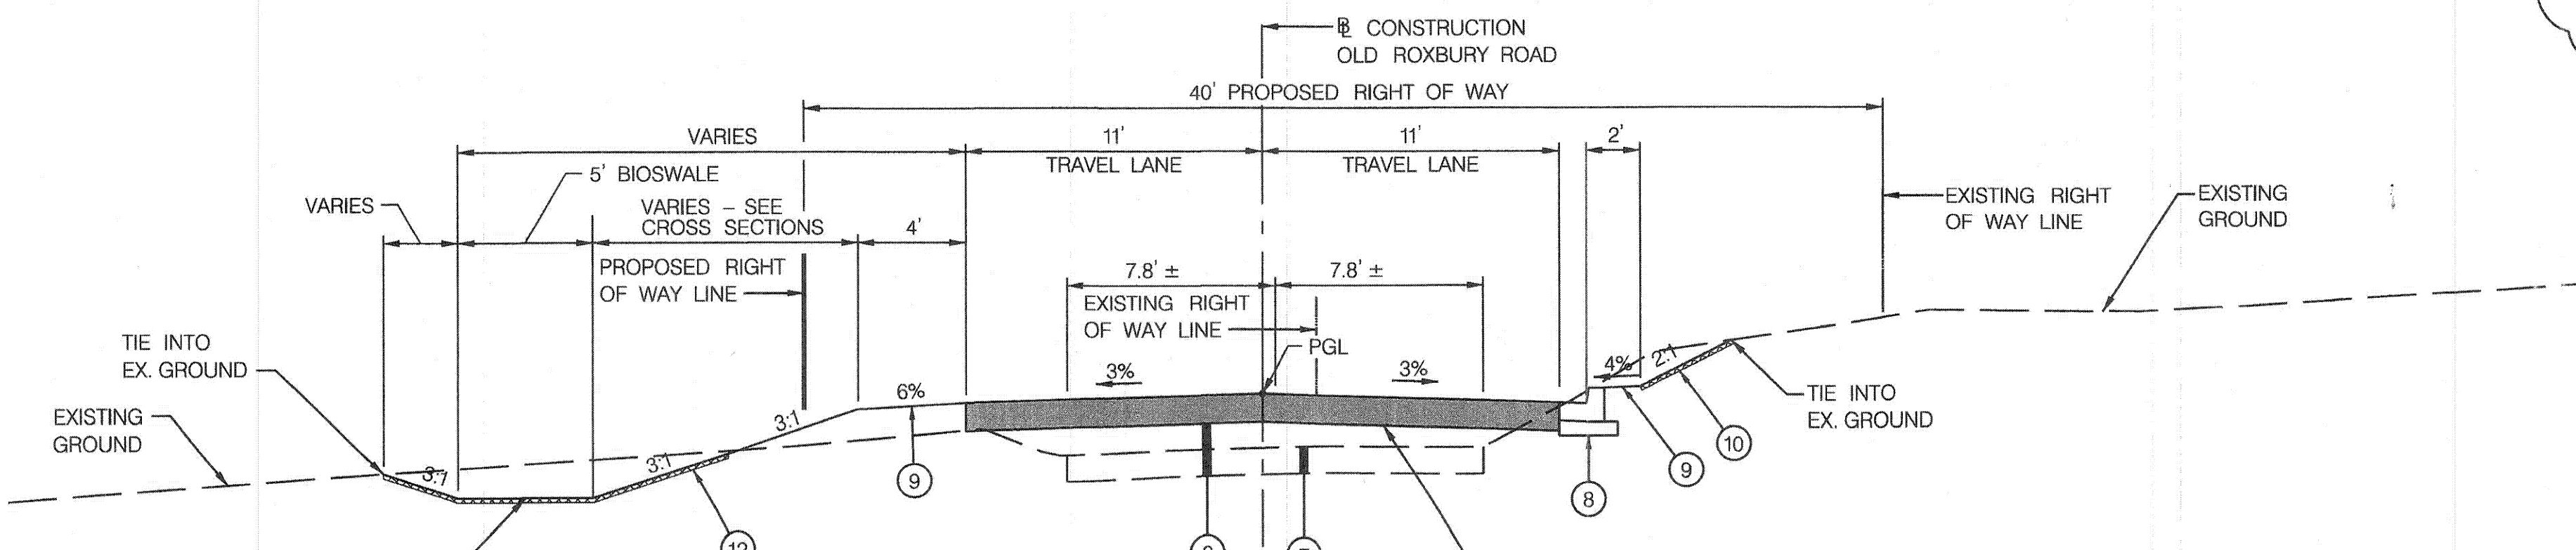 ℄ CONSTRUCTION
OLD ROXBURY ROAD
40' PROPOSED RIGHT OF WAY
VARIES
11'
11'
2'
TRAVEL LANE
TRAVEL LANE
5' BIOSWALE
VARIES
VARIES – SEE
CROSS SECTIONS
4'
EXISTING RIGHT
OF WAY LINE
EXISTING
GROUND
PROPOSED RIGHT
OF WAY LINE
7.8' ±
7.8' ±
EXISTING RIGHT
OF WAY LINE
PGL
TIE INTO
EX. GROUND
3%
3%
4%
2:1
6%
3:1
TIE INTO
EX. GROUND
EXISTING
GROUND
3:1
3:1
9
8
9
10